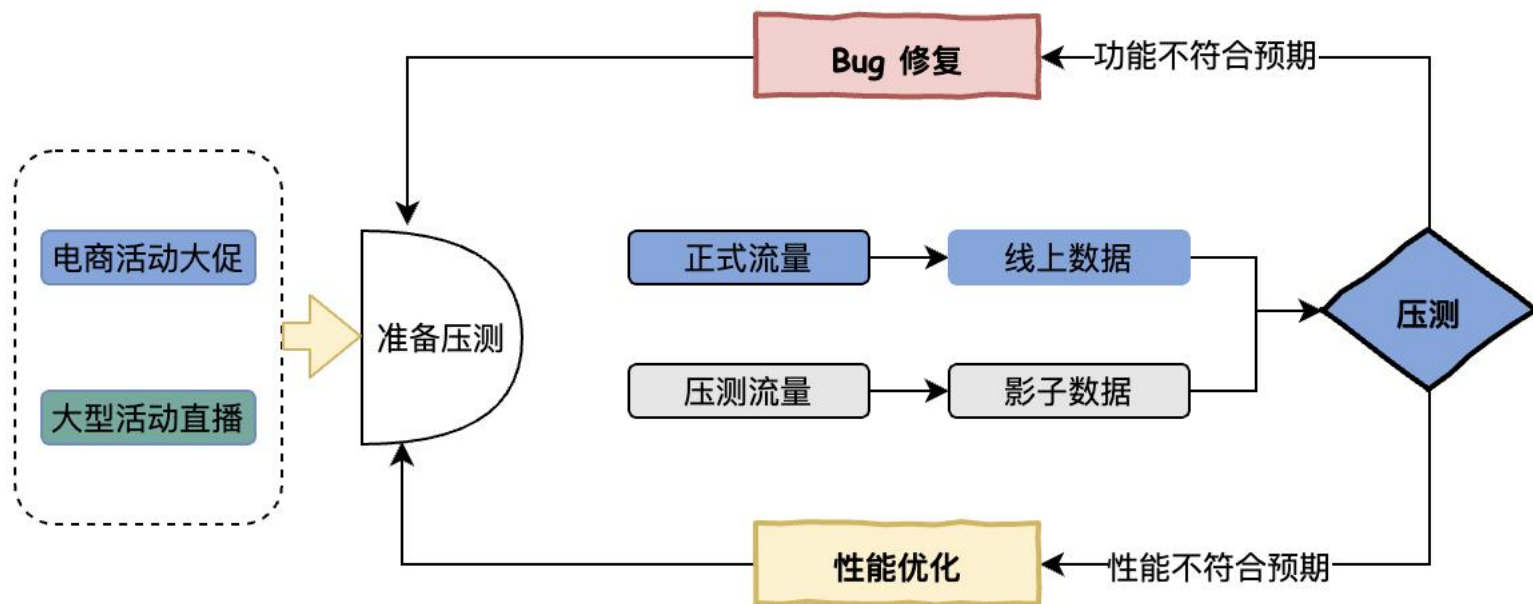 Bug 修复
功能不符合预期
电商活动大促
正式流量
线上数据
准备压测
压测
大型活动直播
压测流量
影子数据
性能优化
性能不符合预期